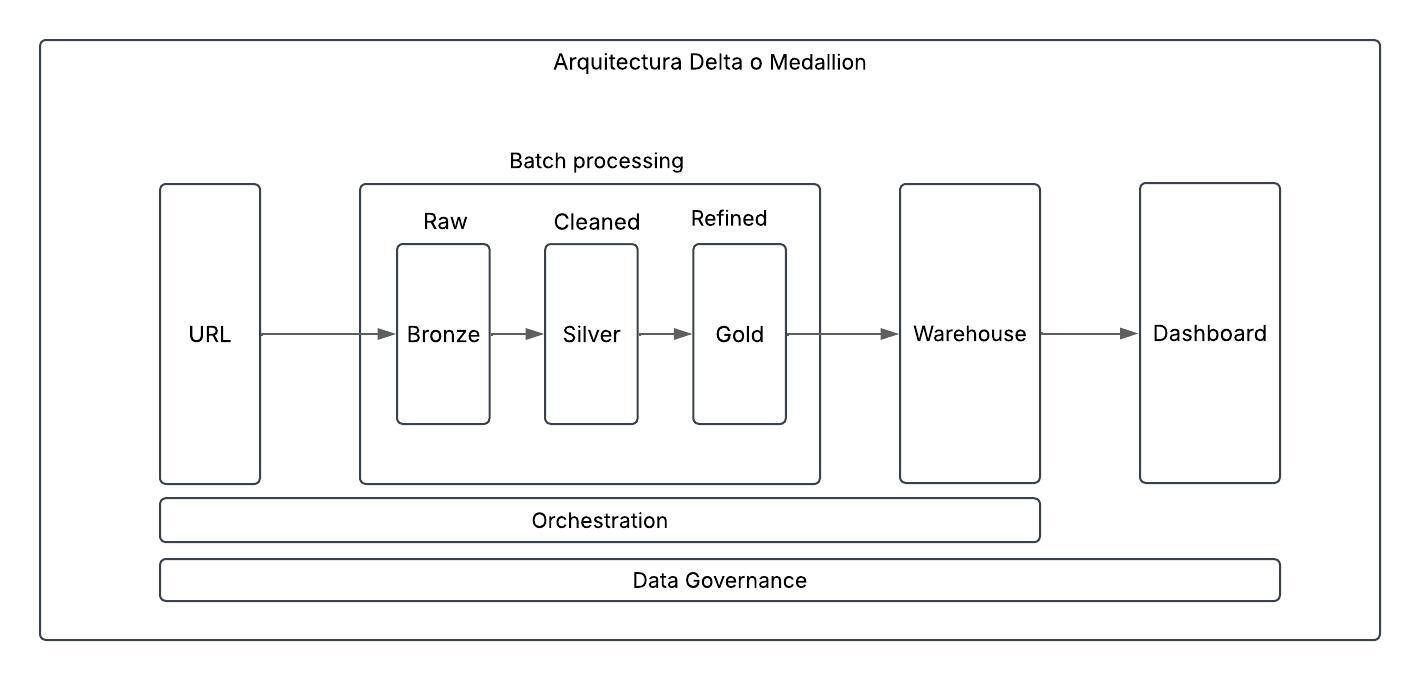 Arquitectura Delta o Medallion
Batch processing
Raw
Cleaned
Refined
URL
Bronze
Silver
Gold
Warehouse
Dashboard
Orchestration
Data Governance